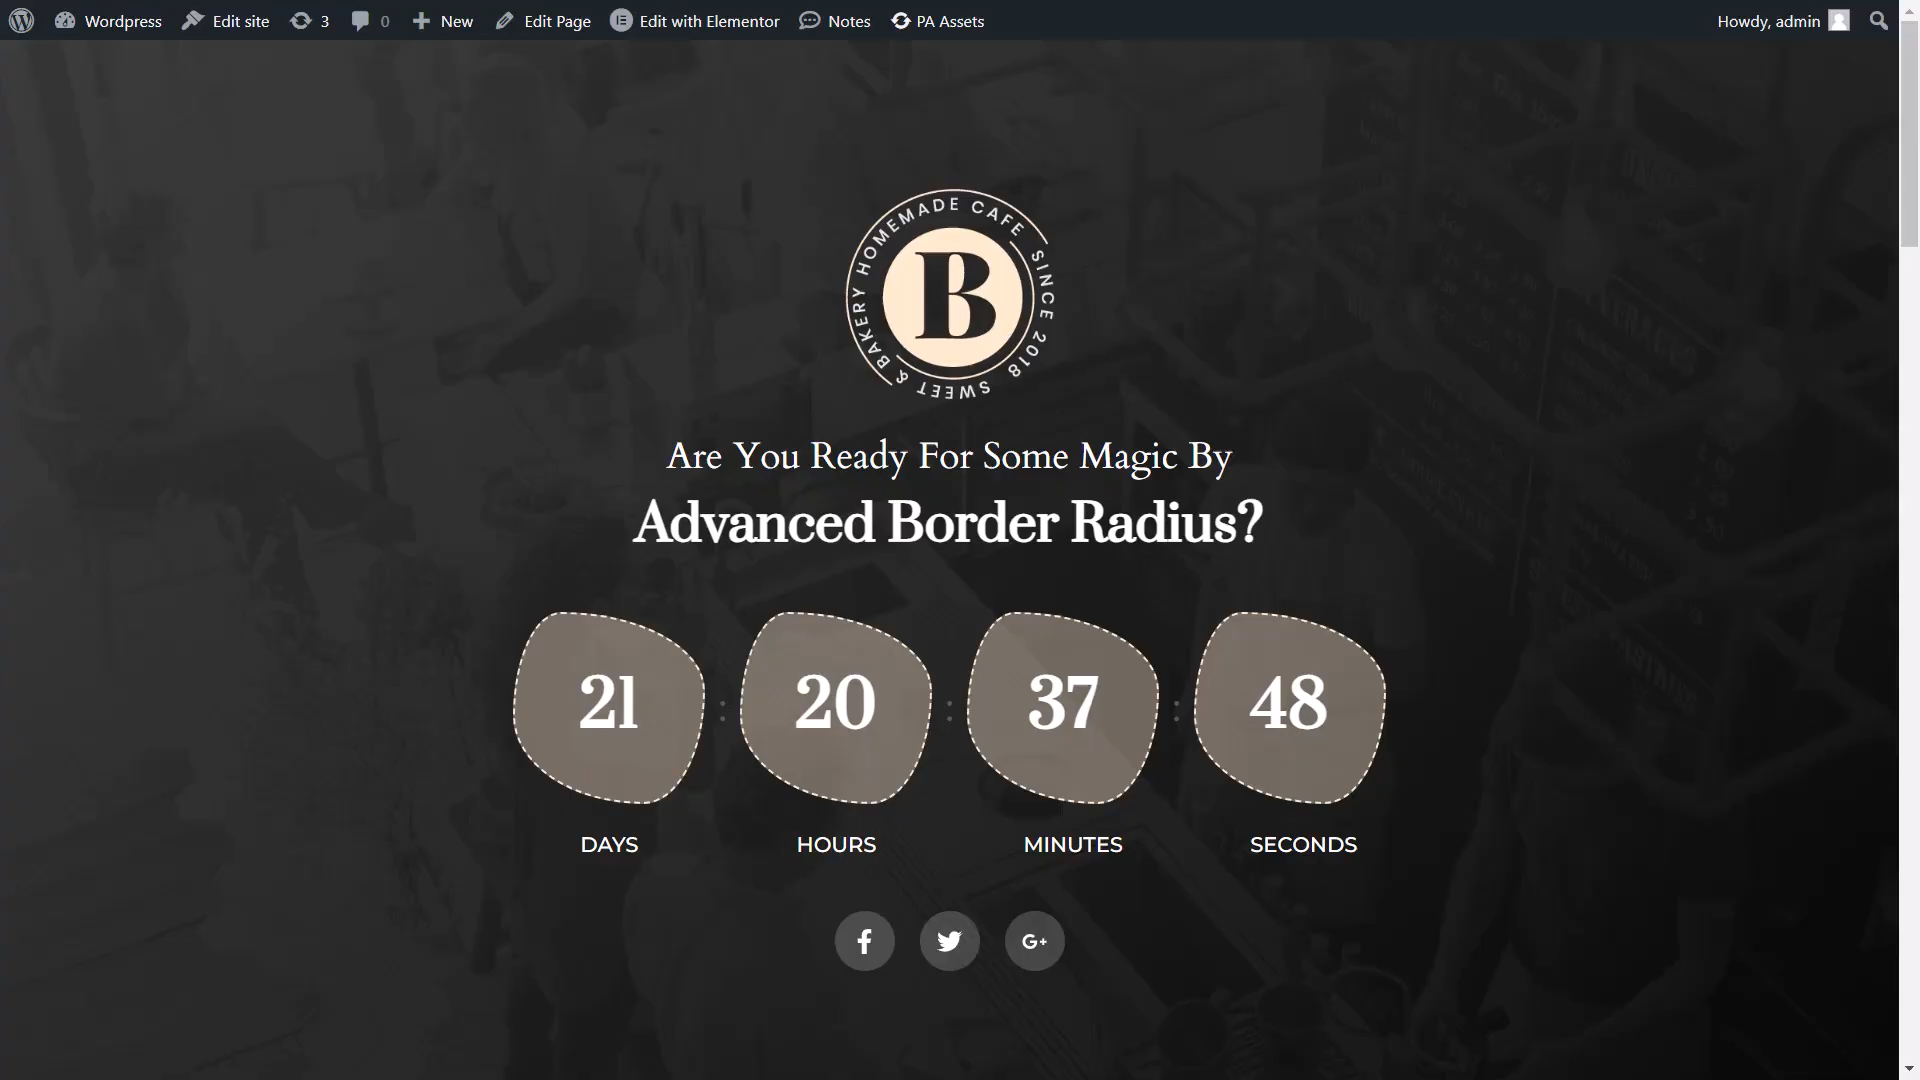 Wordpress Edit site 3 0 New Edit Page Edit with Elementor Notes PA Assets Howdy, admin
SWEET & BAKERY HOMEMADE CAFE SINCE 2018
B
Are You Ready For Some Magic By
Advanced Border Radius?
21 : 20 : 37 : 48
DAYS HOURS MINUTES SECONDS
G+